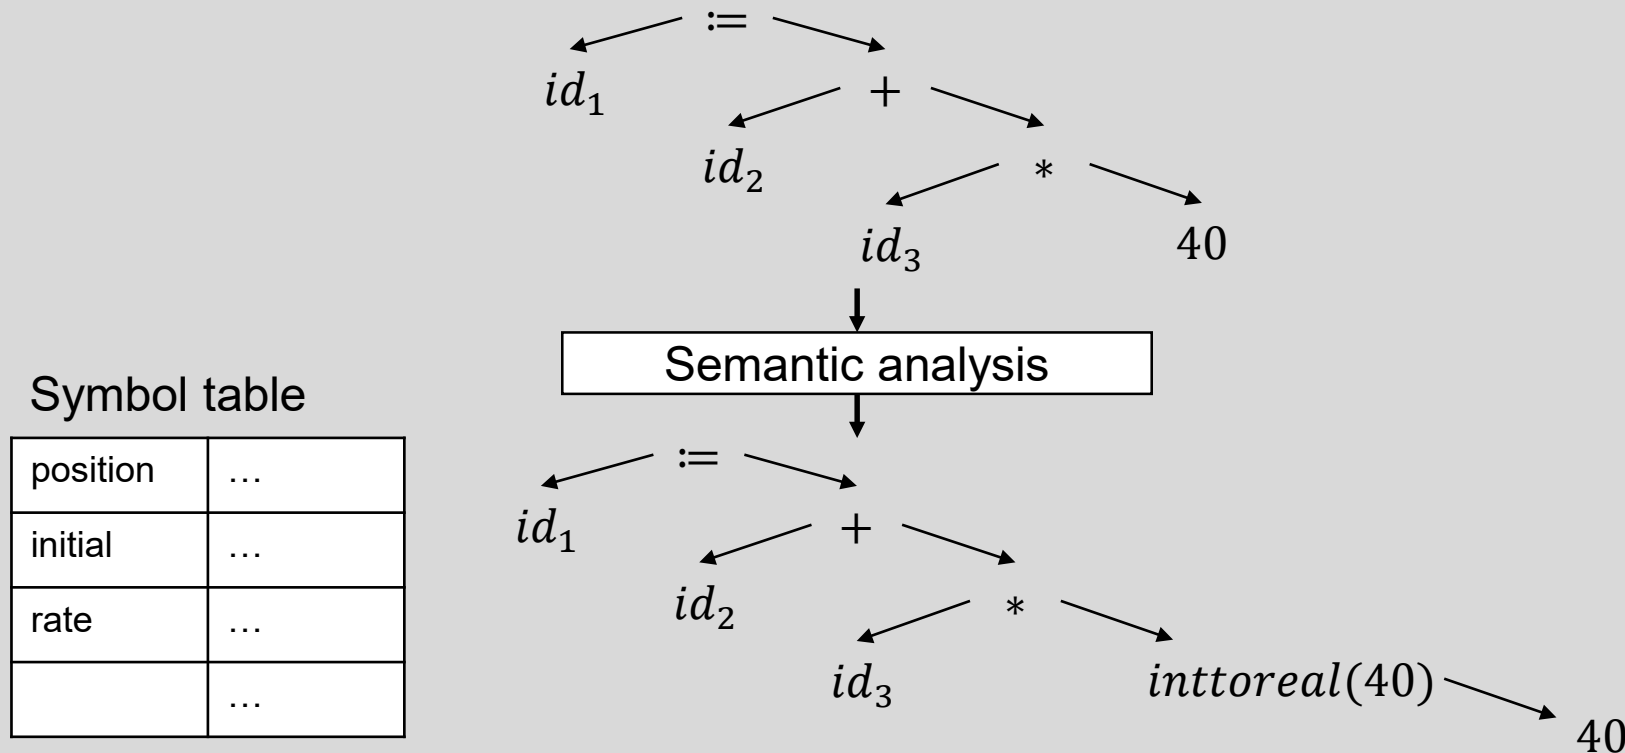 :=
id₁ +
id₂ *
id₃ 40
Semantic analysis
Symbol table
position …
initial …
rate …
…
:=
id₁ +
id₂ *
id₃ inttoreal(40)
40